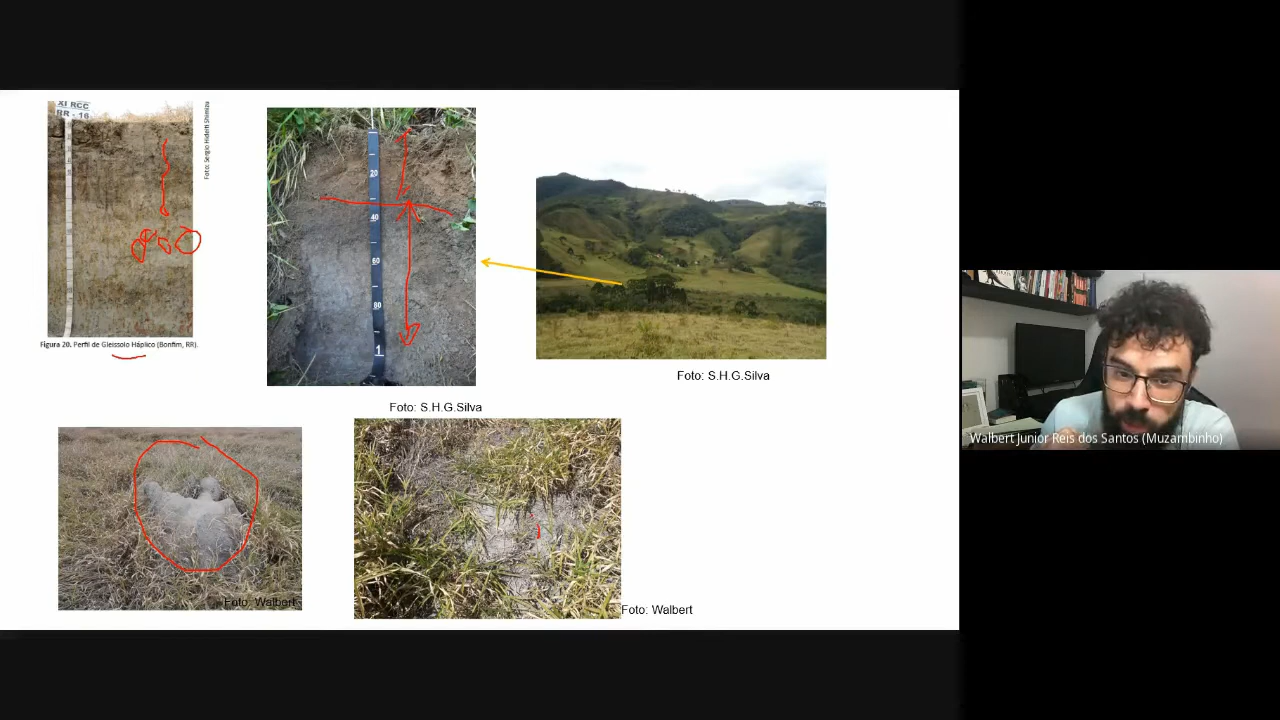 XI RCC
RR - 16
Foto: Sergio Hideiti Shimizu
Figura 20. Perfil de Gleissolo Háplico (Bonfim, RR).
20
40
60
80
1
Foto: S.H.G.Silva
Foto: S.H.G.Silva
Foto: Walbert
Foto: Walbert
Walbert Junior Reis dos Santos (Muzambinho)